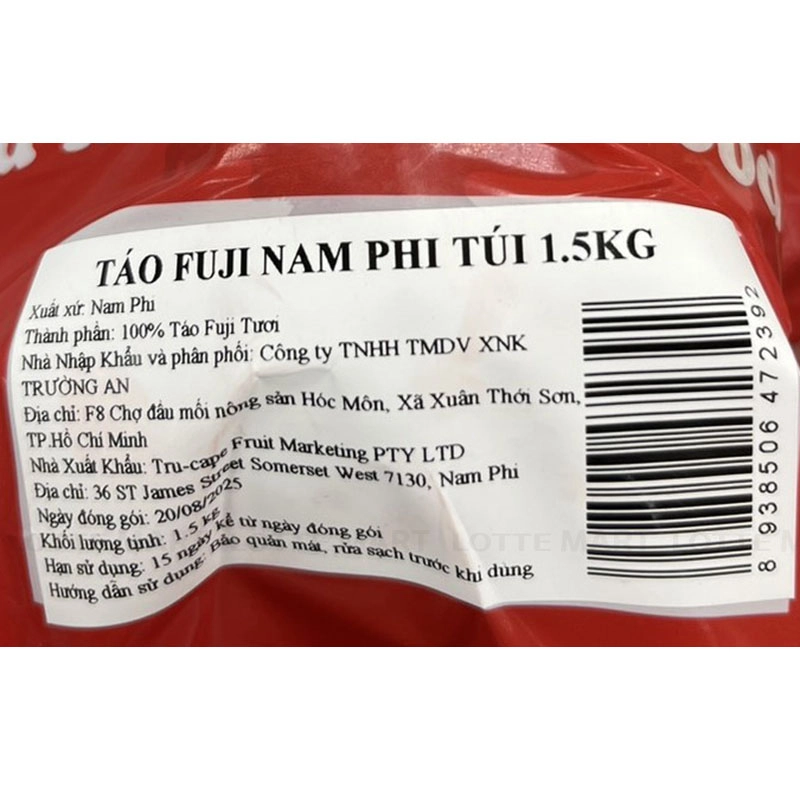 TÁO FUJI NAM PHI TÚI 1.5KG
Xuất xứ: Nam Phi
Thành phần: 100% Táo Fuji Tươi
Nhà Nhập Khẩu và phân phối: Công ty TNHH TMDV XNK
TRƯỜNG AN
Địa chỉ: F8 Chợ đầu mối nông sản Hóc Môn, Xã Xuân Thới Sơn,
TP.Hồ Chí Minh
Nhà Xuất Khẩu: Tru-cape Fruit Marketing PTY LTD
Địa chỉ: 36 ST James Street Somerset West 7130, Nam Phi
Ngày đóng gói: 20/08/2025
Khối lượng tịnh: 1.5 kg
Hạn sử dụng: 15 ngày kể từ ngày đóng gói
Hướng dẫn sử dụng: Bảo quản mát, rửa sạch trước khi dùng
8 938506 472392
LOTTE MART LOTTE M